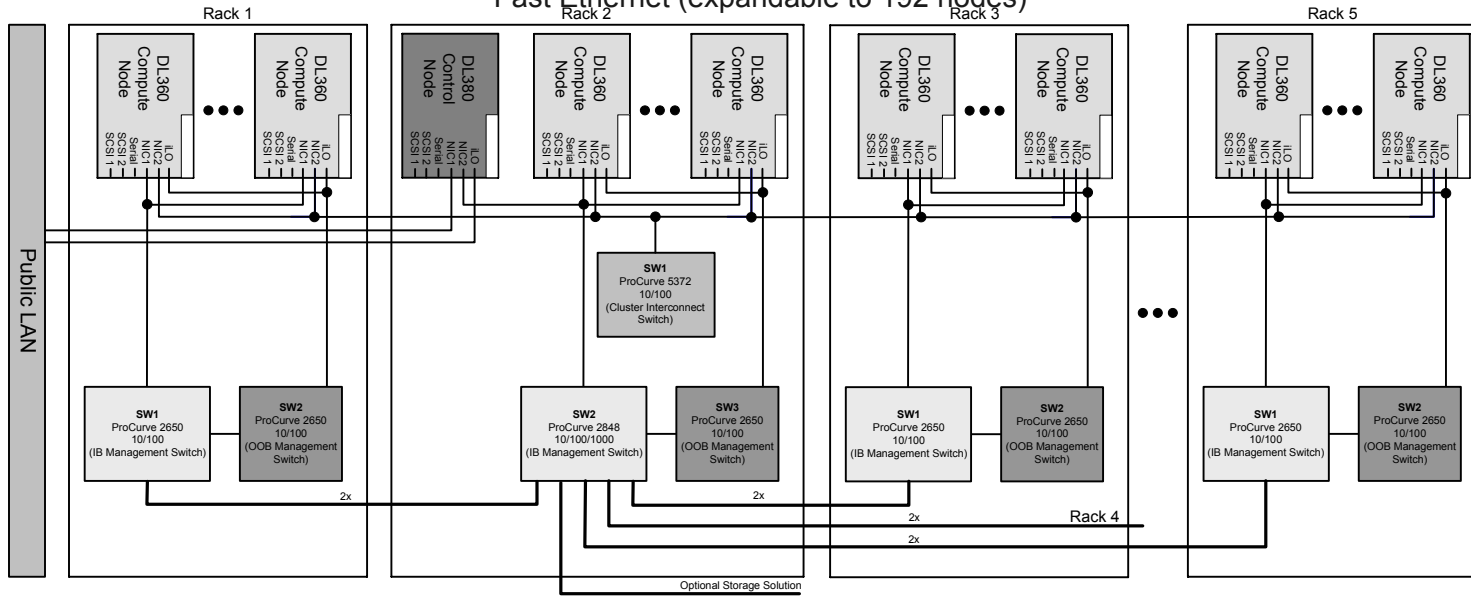 Fast Ethernet (expandable to 192 nodes)
Rack 1
Rack 2
Rack 3
Rack 5
Public LAN
DL360
Compute
Node
SCSI 1
SCSI 2
Serial
NIC1
NIC2
iLO
DL360
Compute
Node
SCSI 1
SCSI 2
Serial
NIC1
NIC2
iLO
DL380
Control
Node
SCSI 1
SCSI 2
Serial
NIC1
NIC2
iLO
DL360
Compute
Node
SCSI 1
SCSI 2
Serial
NIC1
NIC2
iLO
DL360
Compute
Node
SCSI 1
SCSI 2
Serial
NIC1
NIC2
iLO
DL360
Compute
Node
SCSI 1
SCSI 2
Serial
NIC1
NIC2
iLO
DL360
Compute
Node
SCSI 1
SCSI 2
Serial
NIC1
NIC2
iLO
DL360
Compute
Node
SCSI 1
SCSI 2
Serial
NIC1
NIC2
iLO
DL360
Compute
Node
SCSI 1
SCSI 2
Serial
NIC1
NIC2
iLO
SW1
ProCurve 5372
10/100
(Cluster Interconnect
Switch)
SW1
ProCurve 2650
10/100
(IB Management Switch)
SW2
ProCurve 2650
10/100
(OOB Management
Switch)
SW2
ProCurve 2848
10/100/1000
(IB Management Switch)
SW3
ProCurve 2650
10/100
(OOB Management
Switch)
SW1
ProCurve 2650
10/100
(IB Management Switch)
SW2
ProCurve 2650
10/100
(OOB Management
Switch)
SW1
ProCurve 2650
10/100
(IB Management Switch)
SW2
ProCurve 2650
10/100
(OOB Management
Switch)
2x
2x
2x
Rack 4
2x
Optional Storage Solution